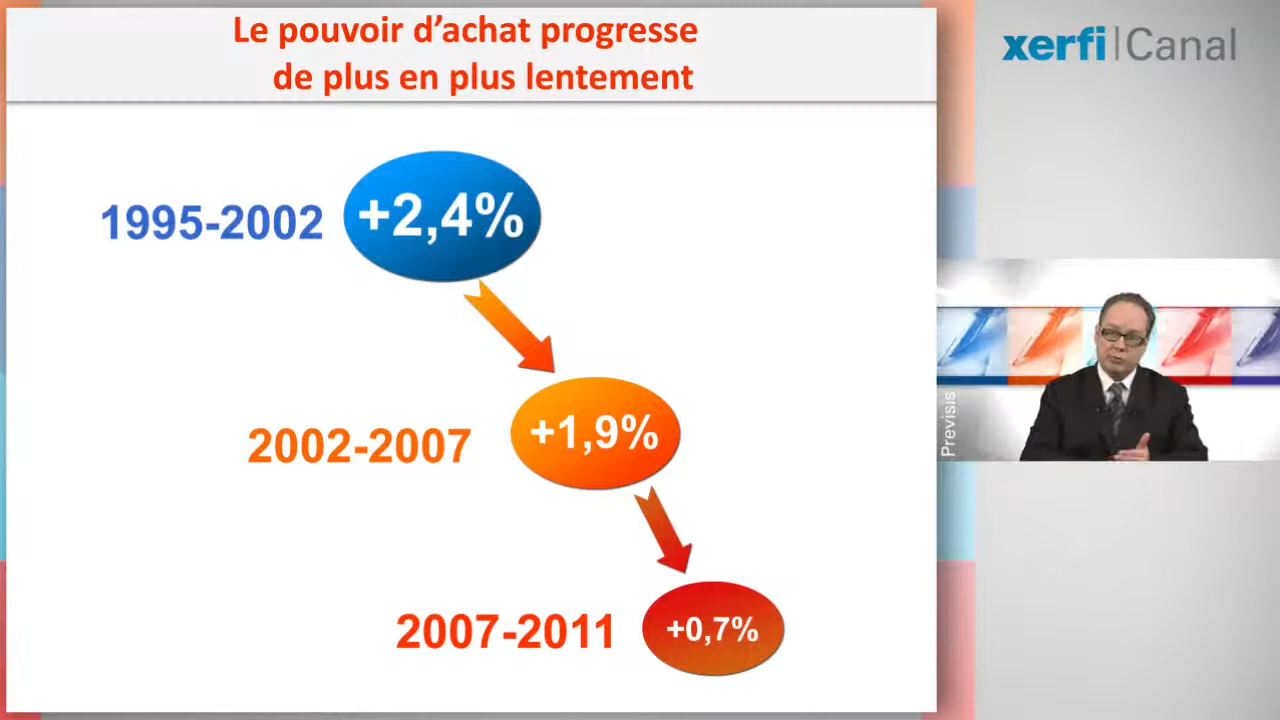 Le pouvoir d’achat progresse
de plus en plus lentement
xerfi Canal
1995-2002
+2,4%
2002-2007
+1,9%
2007-2011
+0,7%
Previsis